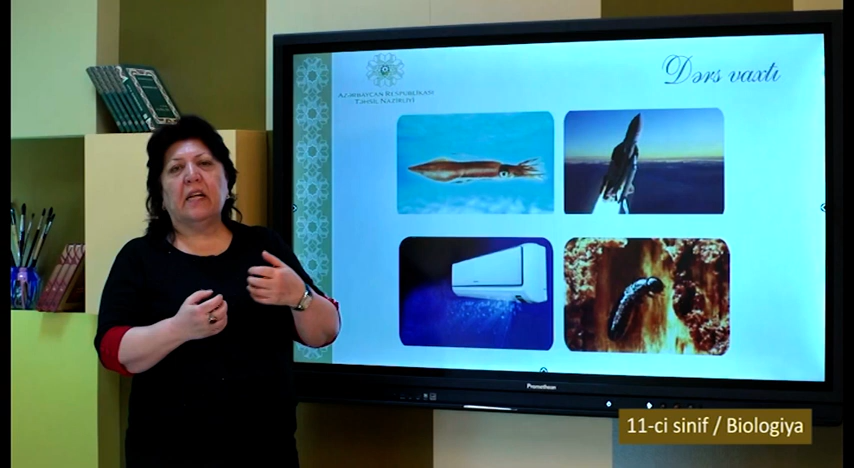 AZƏRBAYCAN RESPUBLİKASI
TƏHSİL NAZİRLİYİ
Dərs vaxtı
Promethean
11-ci sinif / Biologiya